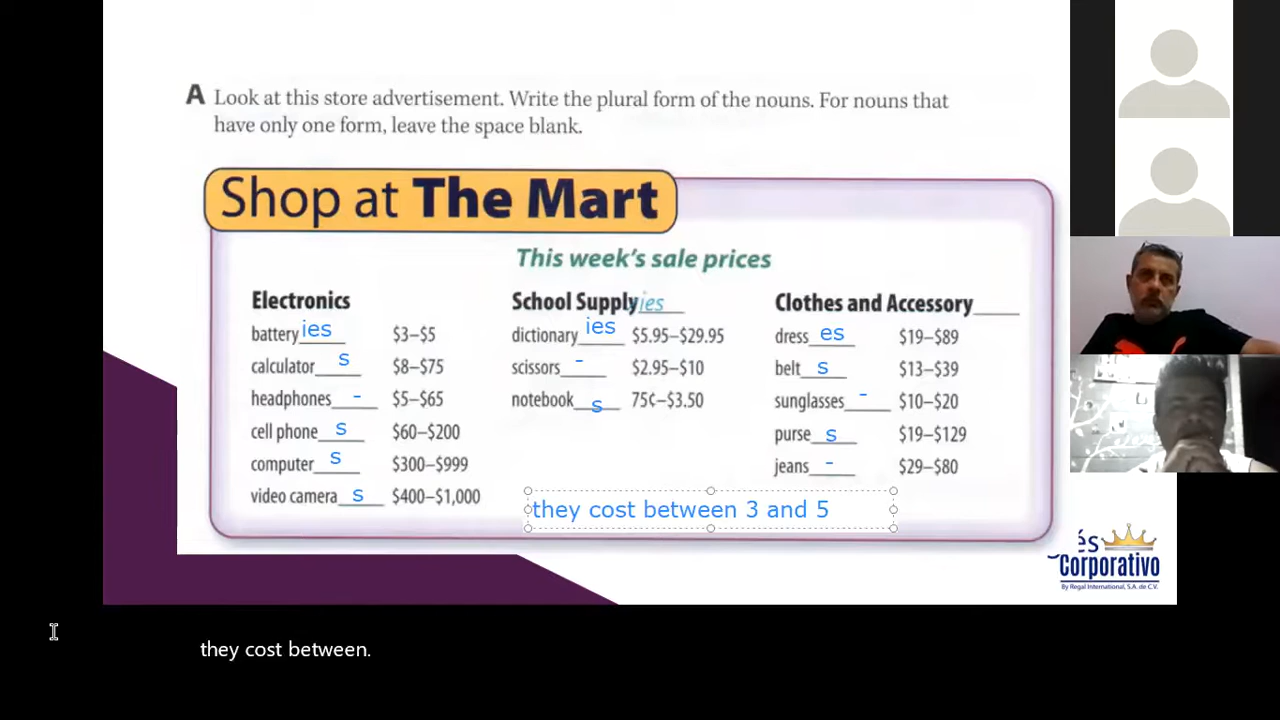 A Look at this store advertisement. Write the plural form of the nouns. For nouns that
have only one form, leave the space blank.
Shop at The Mart
This week's sale prices
Electronics
battery ies $3–$5
calculator s $8–$75
headphones - $5–$65
cell phone s $60–$200
computer s $300–$999
video camera s $400–$1,000
School Supply ies
dictionary ies $5.95–$29.95
scissors - $2.95–$10
notebook s 75¢–$3.50
Clothes and Accessory
dress es $19–$89
belt s $13–$39
sunglasses - $10–$20
purse s $19–$129
jeans - $29–$80
they cost between 3 and 5
és
Corporativo
By Regal International, S.A. de C.V.
they cost between.